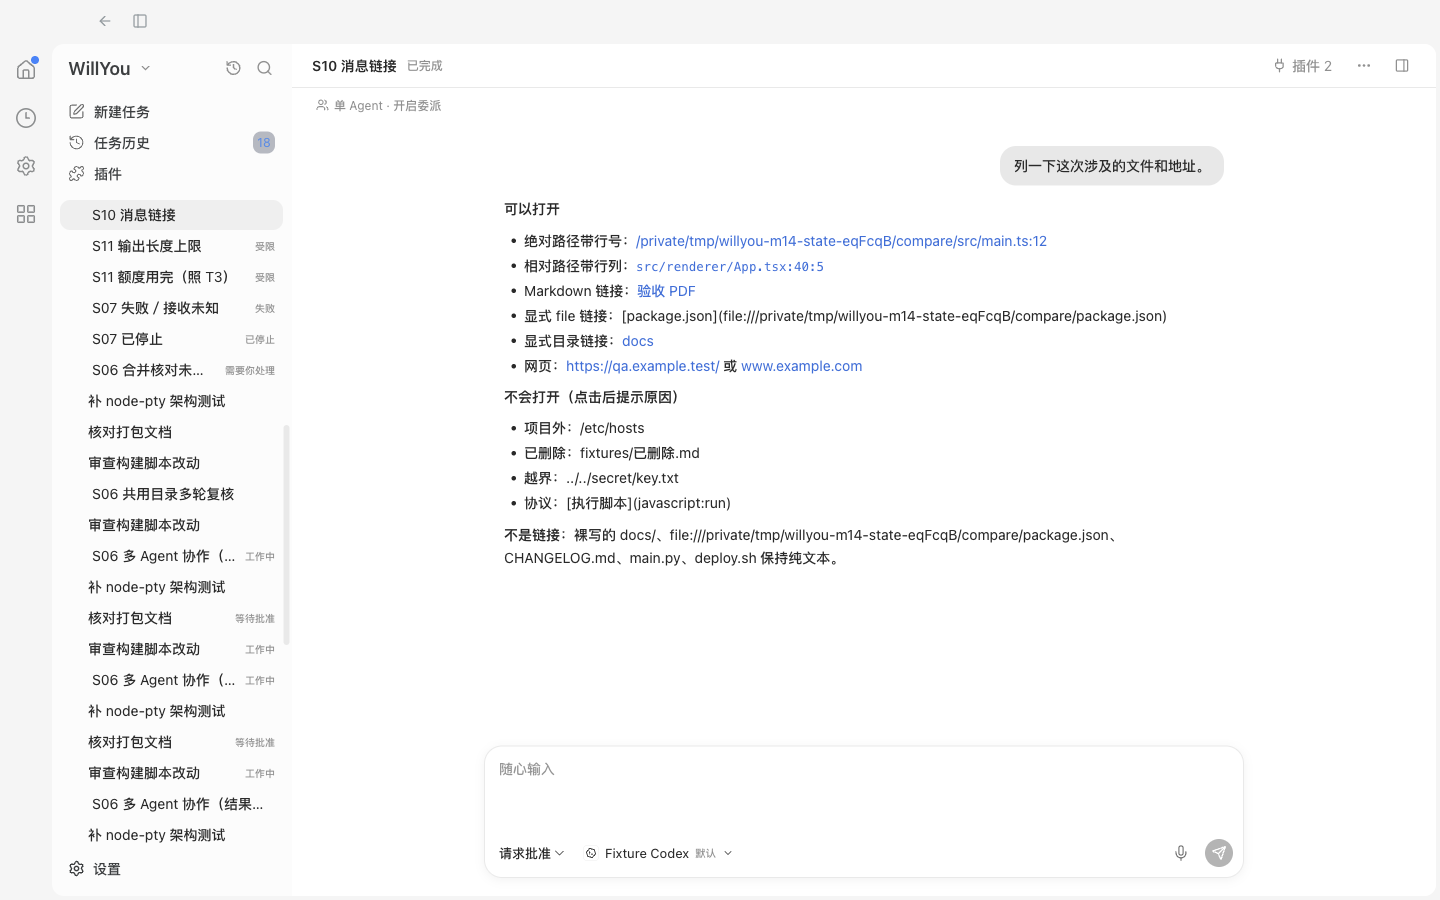 WillYou
新建任务
任务历史 18
插件
S10 消息链接
S11 输出长度上限 受限
S11 额度用完（照 T3） 受限
S07 失败 / 接收未知 失败
S07 已停止 已停止
S06 合并核对未... 需要你处理
补 node-pty 架构测试
核对打包文档
审查构建脚本改动
S06 共用目录多轮复核
审查构建脚本改动
S06 多 Agent 协作（... 工作中
补 node-pty 架构测试
核对打包文档 等待批准
审查构建脚本改动 工作中
S06 多 Agent 协作（... 工作中
补 node-pty 架构测试
核对打包文档 等待批准
审查构建脚本改动 工作中
S06 多 Agent 协作（结果...
补 node-pty 架构测试
设置
S10 消息链接 已完成
插件 2
单 Agent · 开启委派
列一下这次涉及的文件和地址。
可以打开
• 绝对路径带行号：/private/tmp/willyou-m14-state-eqFcqB/compare/src/main.ts:12
• 相对路径带行列：src/renderer/App.tsx:40:5
• Markdown 链接：验收 PDF
• 显式 file 链接：[package.json](file:///private/tmp/willyou-m14-state-eqFcqB/compare/package.json)
• 显式目录链接：docs
• 网页：https://qa.example.test/ 或 www.example.com
不会打开（点击后提示原因）
• 项目外：/etc/hosts
• 已删除：fixtures/已删除.md
• 越界：../../secret/key.txt
• 协议：[执行脚本](javascript:run)
不是链接：裸写的 docs/、file:///private/tmp/willyou-m14-state-eqFcqB/compare/package.json、
CHANGELOG.md、main.py、deploy.sh 保持纯文本。
随心输入
请求批准
Fixture Codex 默认